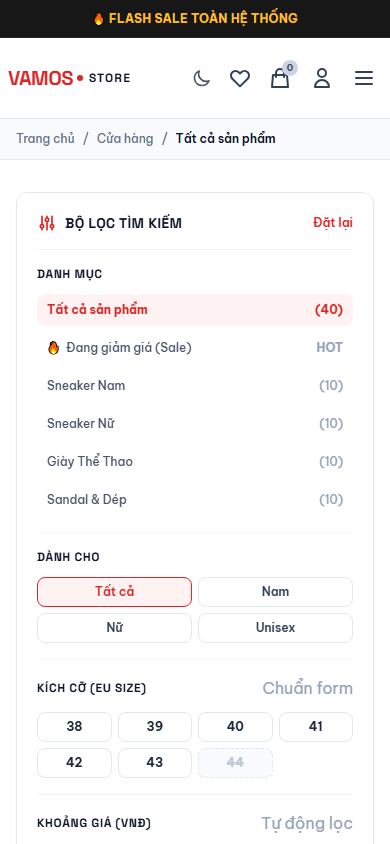 🔥 FLASH SALE TOÀN HỆ THỐNG
VAMOS • STORE
0
Trang chủ / Cửa hàng / Tất cả sản phẩm
BỘ LỌC TÌM KIẾM Đặt lại
DANH MỤC
Tất cả sản phẩm (40)
🔥 Đang giảm giá (Sale) HOT
Sneaker Nam (10)
Sneaker Nữ (10)
Giày Thể Thao (10)
Sandal & Dép (10)
DÀNH CHO
Tất cả Nam
Nữ Unisex
KÍCH CỠ (EU SIZE) Chuẩn form
38 39 40 41
42 43 44
KHOẢNG GIÁ (VNĐ) Tự động lọc